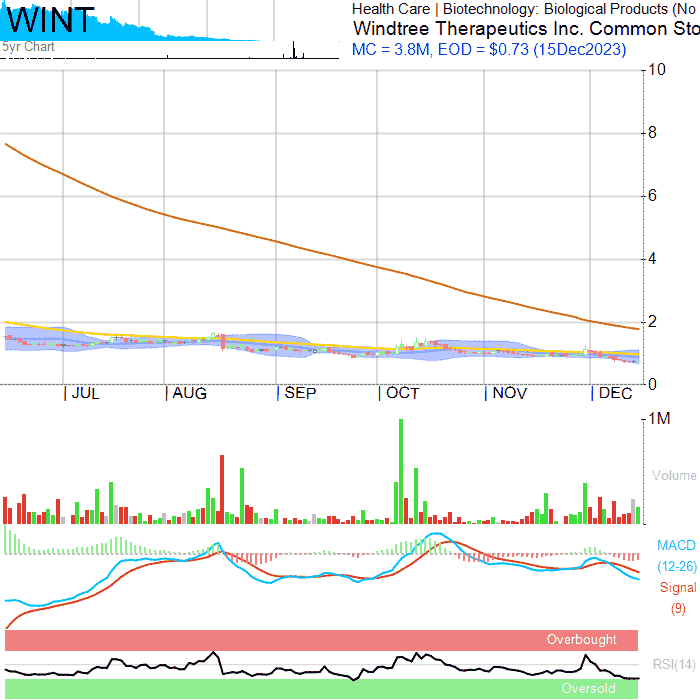 WINT
5yr Chart
Health Care | Biotechnology: Biological Products (No
Windtree Therapeutics Inc. Common Sto
MC = 3.8M, EOD = $0.73 (15Dec2023)
10
8
6
4
2
0
JUL AUG SEP OCT NOV DEC
1M
Volume
MACD
(12-26)
Signal
(9)
Overbought
RSI(14)
Oversold